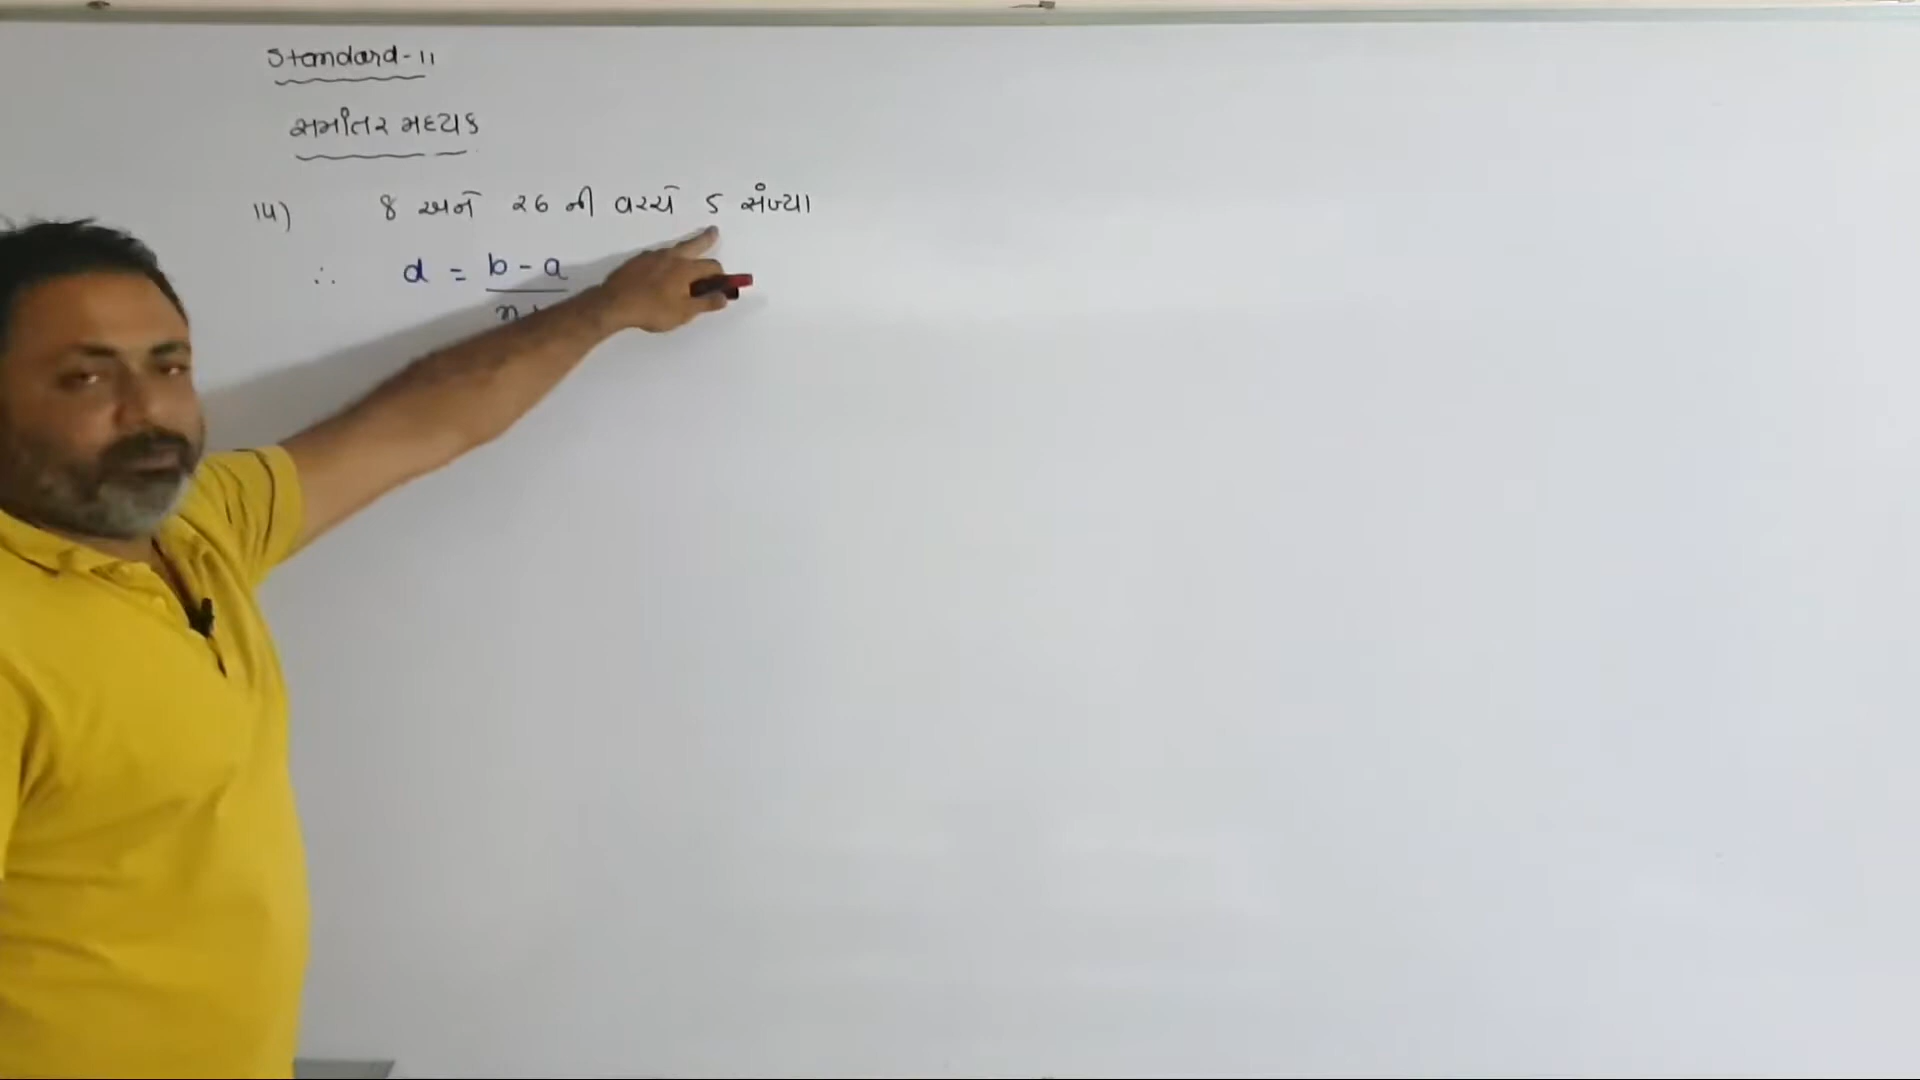 Standard-11
સમાંતર મધ્યક
14) 8 અને 26 ની વચ્ચે 5 સંખ્યા
∴ d = b - a
n